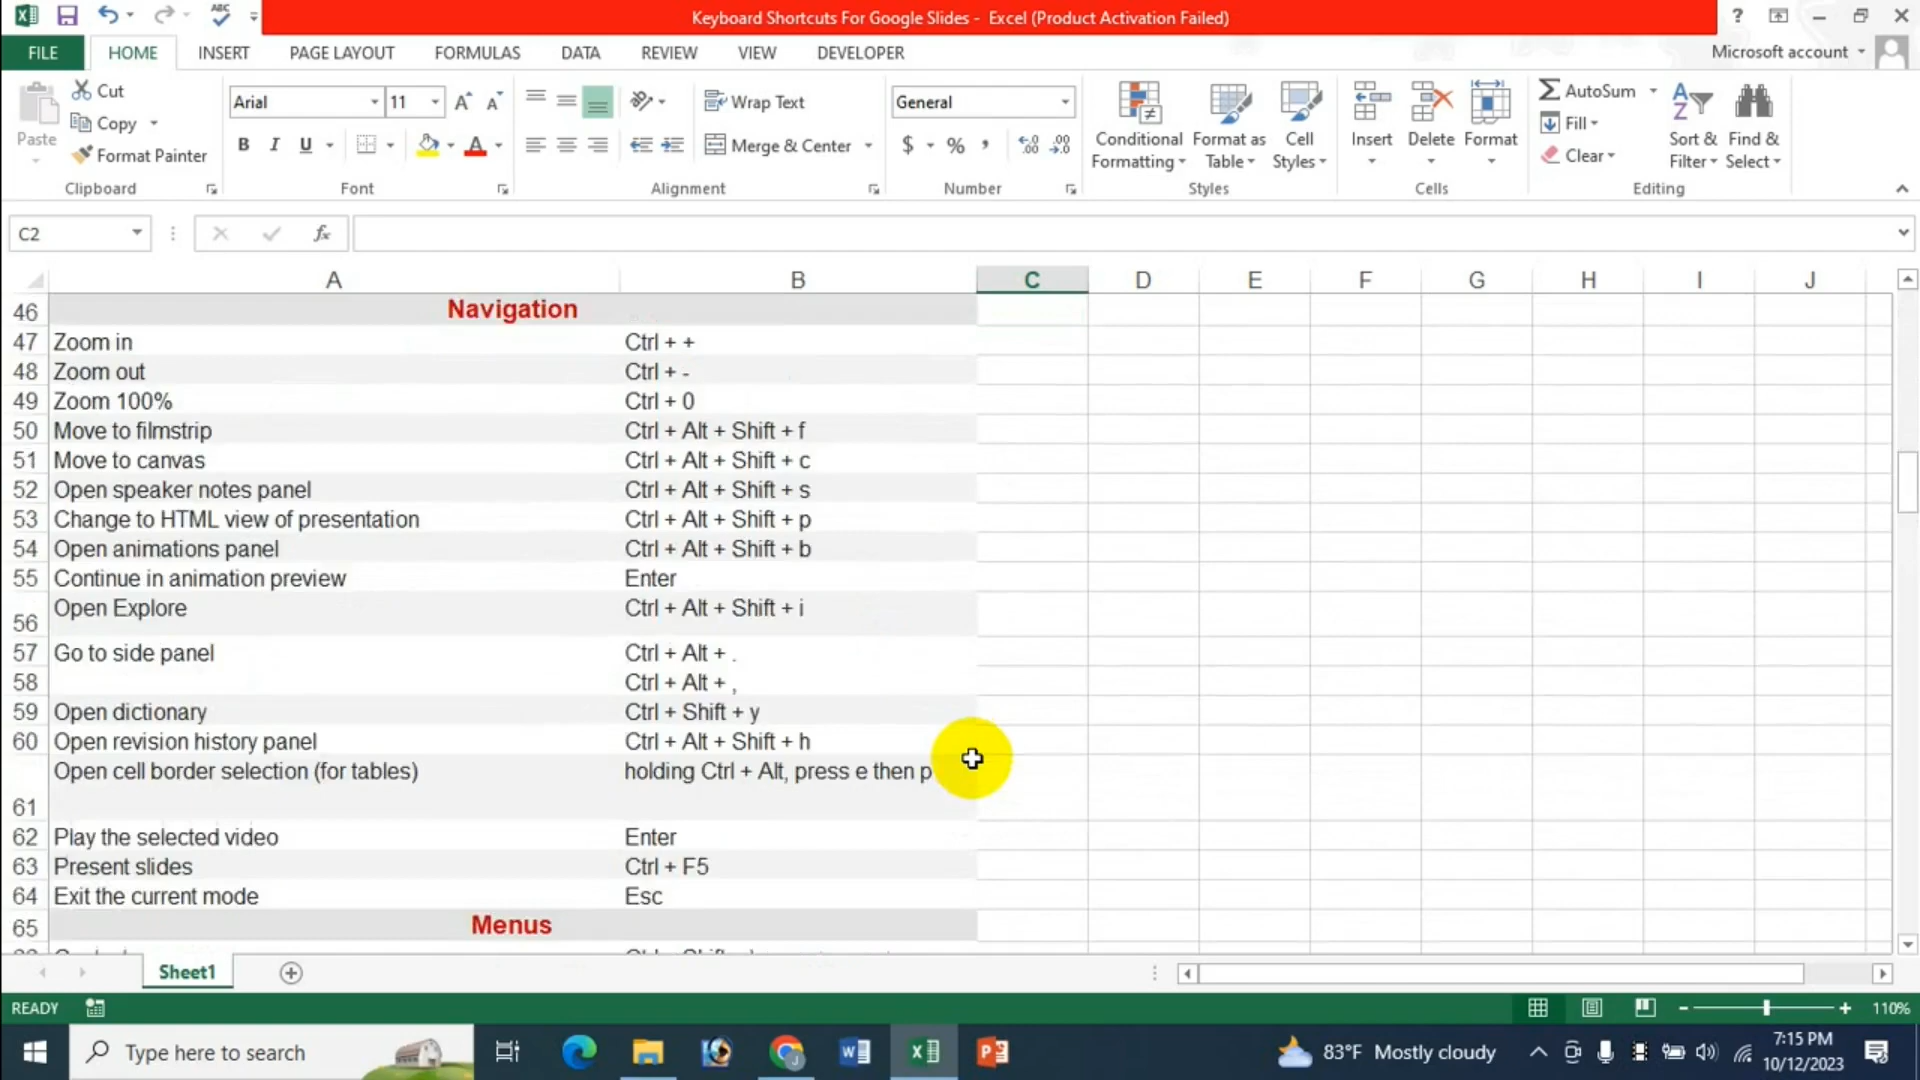 Keyboard Shortcuts For Google Slides - Excel (Product Activation Failed)
FILE HOME INSERT PAGE LAYOUT FORMULAS DATA REVIEW VIEW DEVELOPER Microsoft account
Paste
Cut
Copy
Format Painter
Clipboard
Arial 11
B I U A
Font
Wrap Text
Merge & Center
Alignment
General
$ % ,
Number
Conditional Formatting
Format as Table
Cell Styles
Styles
Insert
Delete
Format
Cells
AutoSum
Fill
Clear
Sort & Filter
Find & Select
Editing
C2 fx
A B C D E F G H I J
46 Navigation
47 Zoom in Ctrl + +
48 Zoom out Ctrl + -
49 Zoom 100% Ctrl + 0
50 Move to filmstrip Ctrl + Alt + Shift + f
51 Move to canvas Ctrl + Alt + Shift + c
52 Open speaker notes panel Ctrl + Alt + Shift + s
53 Change to HTML view of presentation Ctrl + Alt + Shift + p
54 Open animations panel Ctrl + Alt + Shift + b
55 Continue in animation preview Enter
56 Open Explore Ctrl + Alt + Shift + i
57 Go to side panel Ctrl + Alt + .
58 Ctrl + Alt + ,
59 Open dictionary Ctrl + Shift + y
60 Open revision history panel Ctrl + Alt + Shift + h
61 Open cell border selection (for tables) holding Ctrl + Alt, press e then p
62 Play the selected video Enter
63 Present slides Ctrl + F5
64 Exit the current mode Esc
65 Menus
Sheet1
READY 110%
Type here to search
83°F Mostly cloudy
7:15 PM
10/12/2023